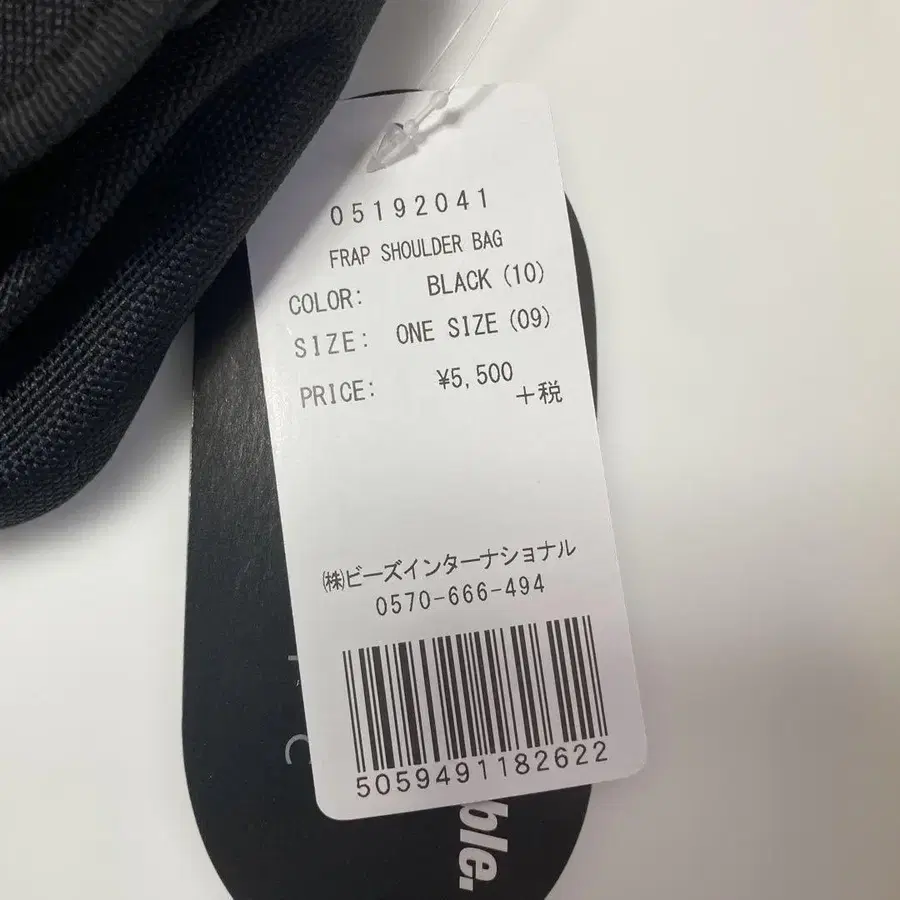 05192041
FRAP SHOULDER BAG
COLOR: BLACK (10)
SIZE: ONE SIZE (09)
PRICE: ¥5,500
+税
㈱ビーズインターナショナル
0570-666-494
5059491182622
ble.